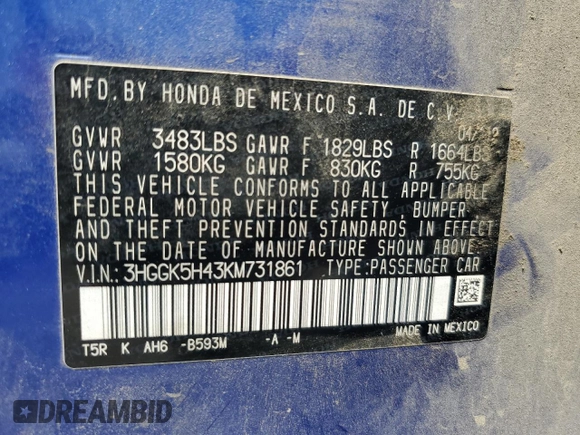 MFD. BY HONDA DE MEXICO S.A. DE C.V.
GVWR 3483LBS GAWR F 1829LBS R 1664LBS
GVWR 1580KG GAWR F 830KG R 755KG
THIS VEHICLE CONFORMS TO ALL APPLICABLE
FEDERAL MOTOR VEHICLE SAFETY BUMPER
AND THEFT PREVENTION STANDARDS IN EFFECT
ON THE DATE OF MANUFACTURE SHOWN ABOVE.
V.I.N.: 3HGGK5H43KM731861 TYPE:PASSENGER CAR
T5R K AH6 -B593M -A -M
MADE IN MEXICO
DREAMBID